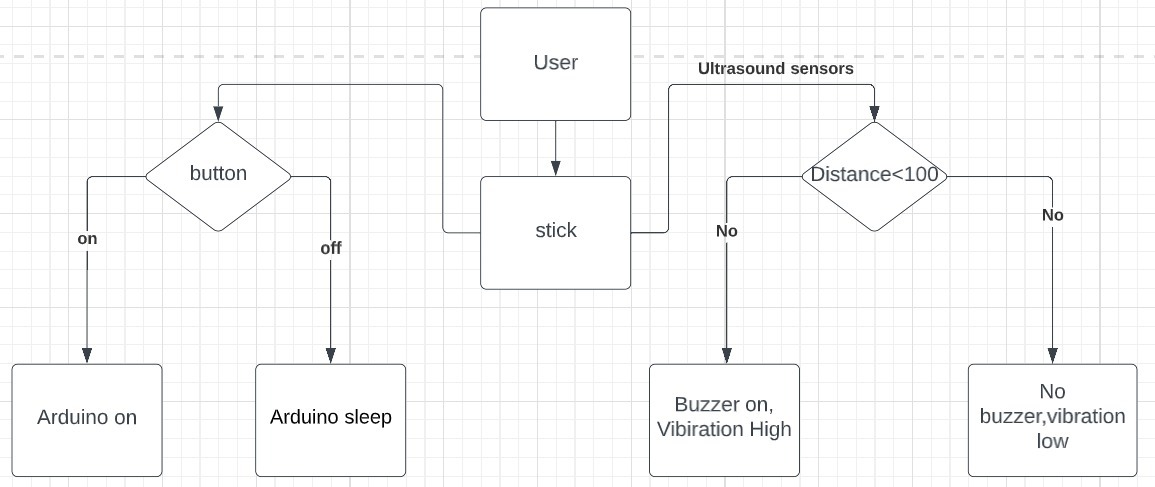 User
Ultrasound sensors
button
Distance<100
stick
on
off
No
No
Arduino on
Arduino sleep
Buzzer on,
Vibiration High
No
buzzer,vibration
low